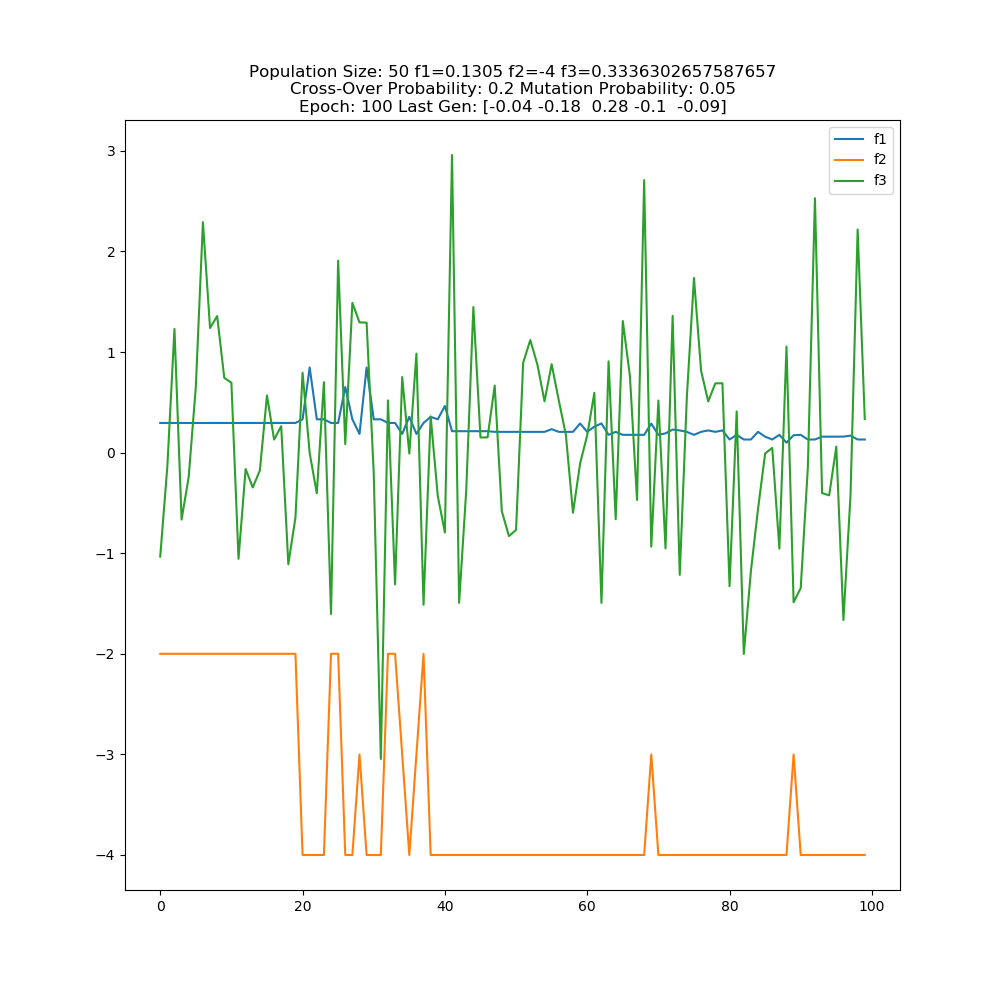 Population Size: 50 f1=0.1305 f2=-4 f3=0.3336302657587657
Cross-Over Probability: 0.2 Mutation Probability: 0.05
Epoch: 100 Last Gen: [-0.04 -0.18  0.28 -0.1  -0.09]
f1
f2
f3
3
2
1
0
−1
−2
−3
−4
0 20 40 60 80 100